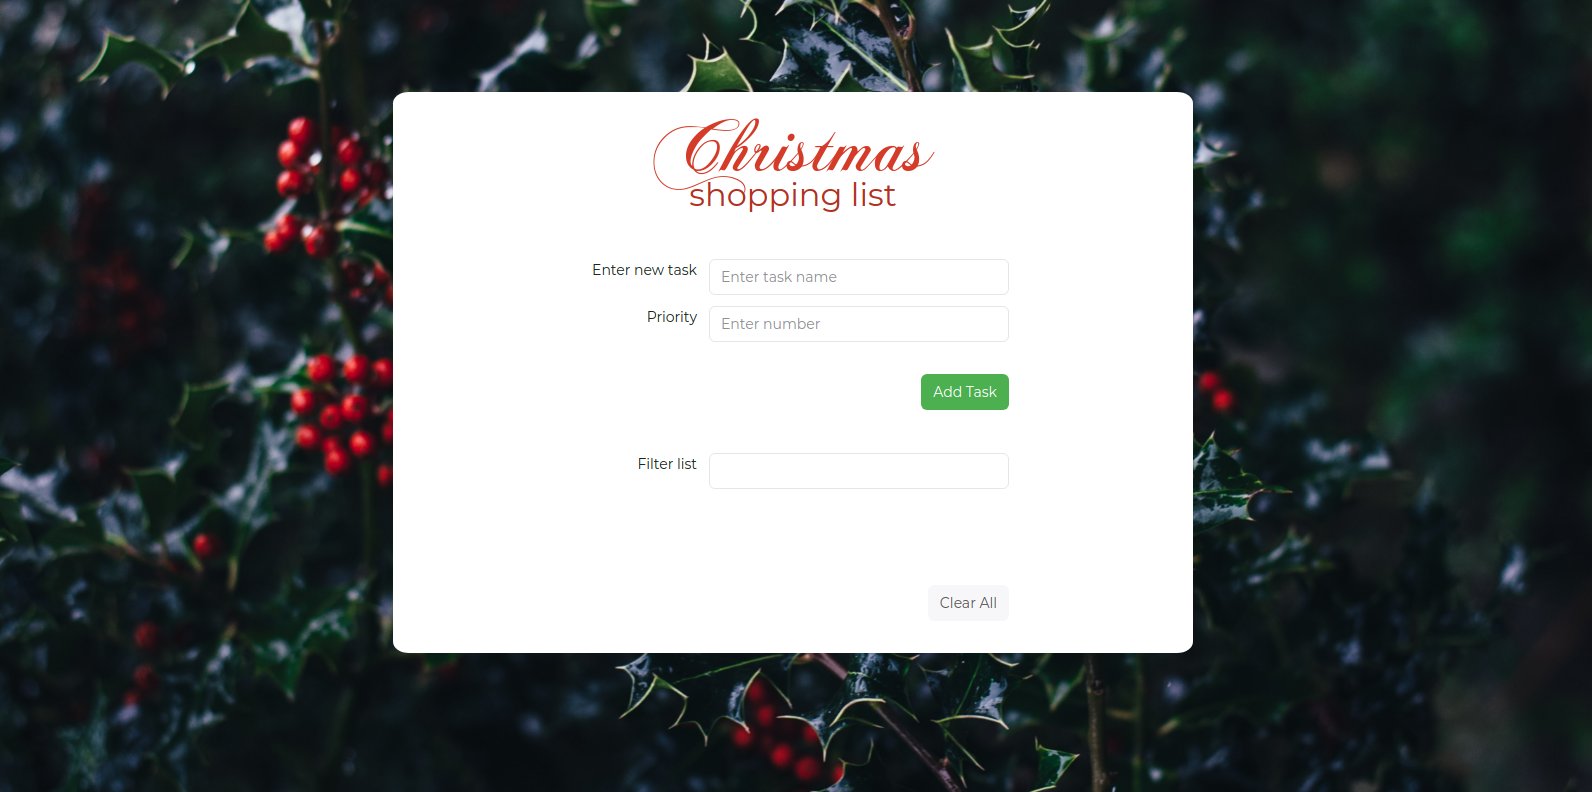 Christmas
shopping list
Enter new task
Enter task name
Priority
Enter number
Add Task
Filter list
Clear All